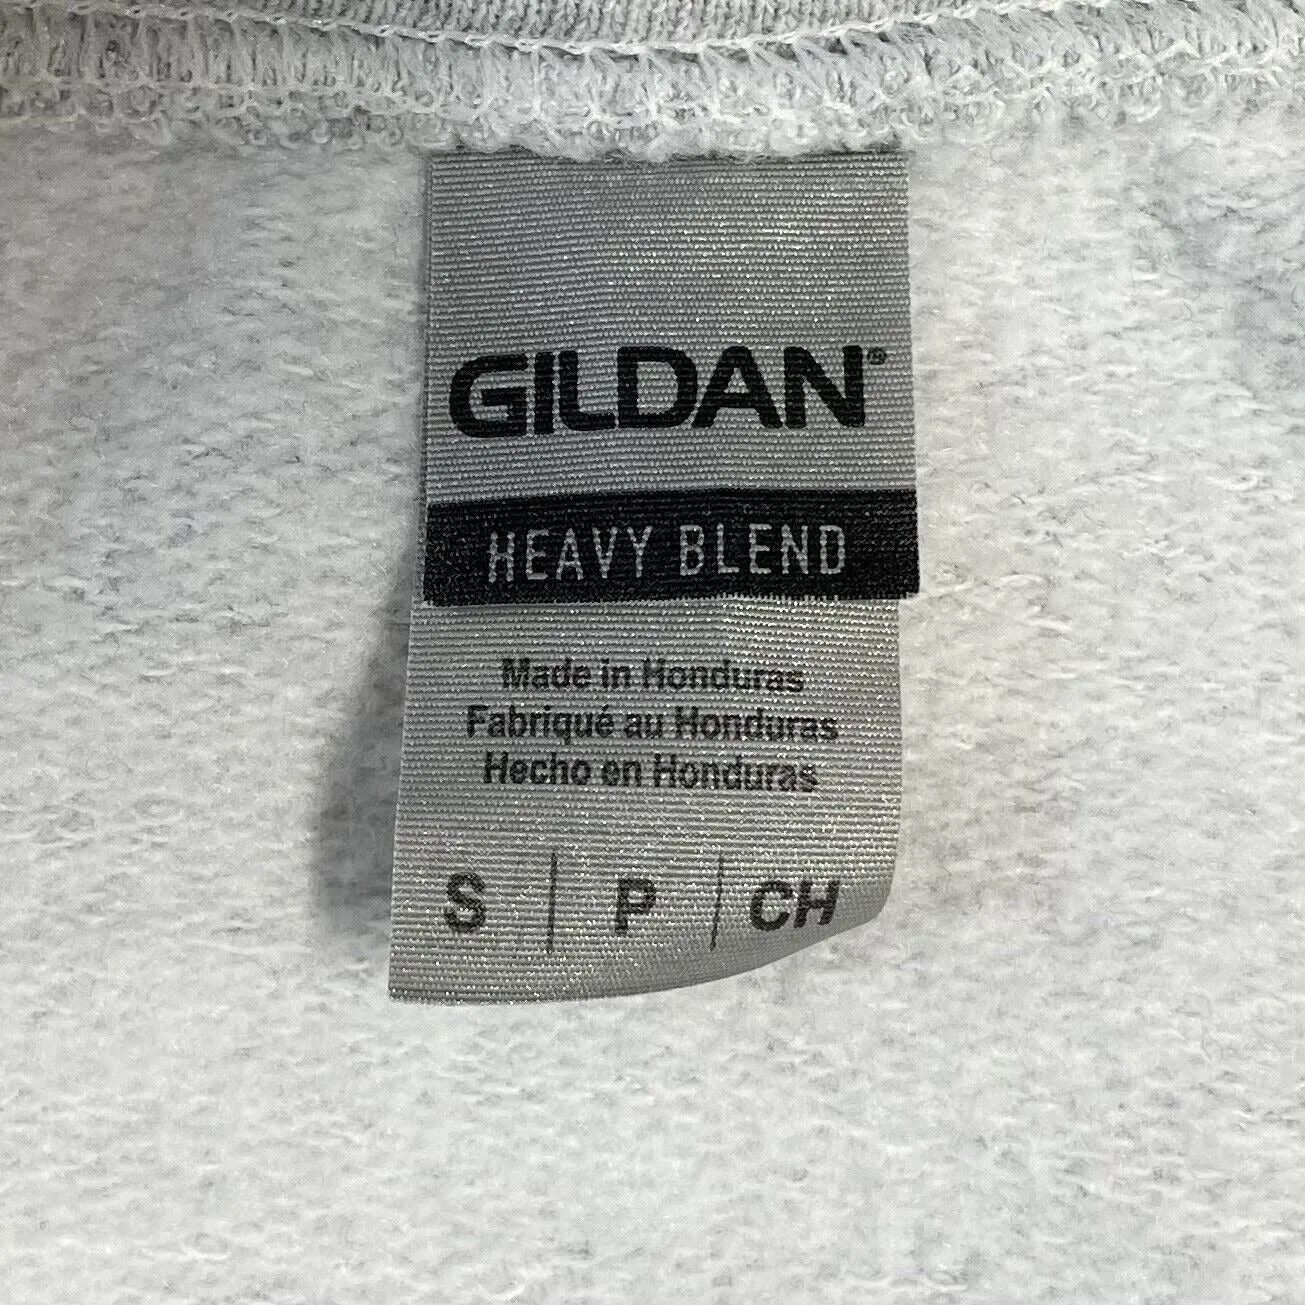 GILDAN®
HEAVY BLEND
Made in Honduras
Fabriqué au Honduras
Hecho en Honduras
S | P | CH